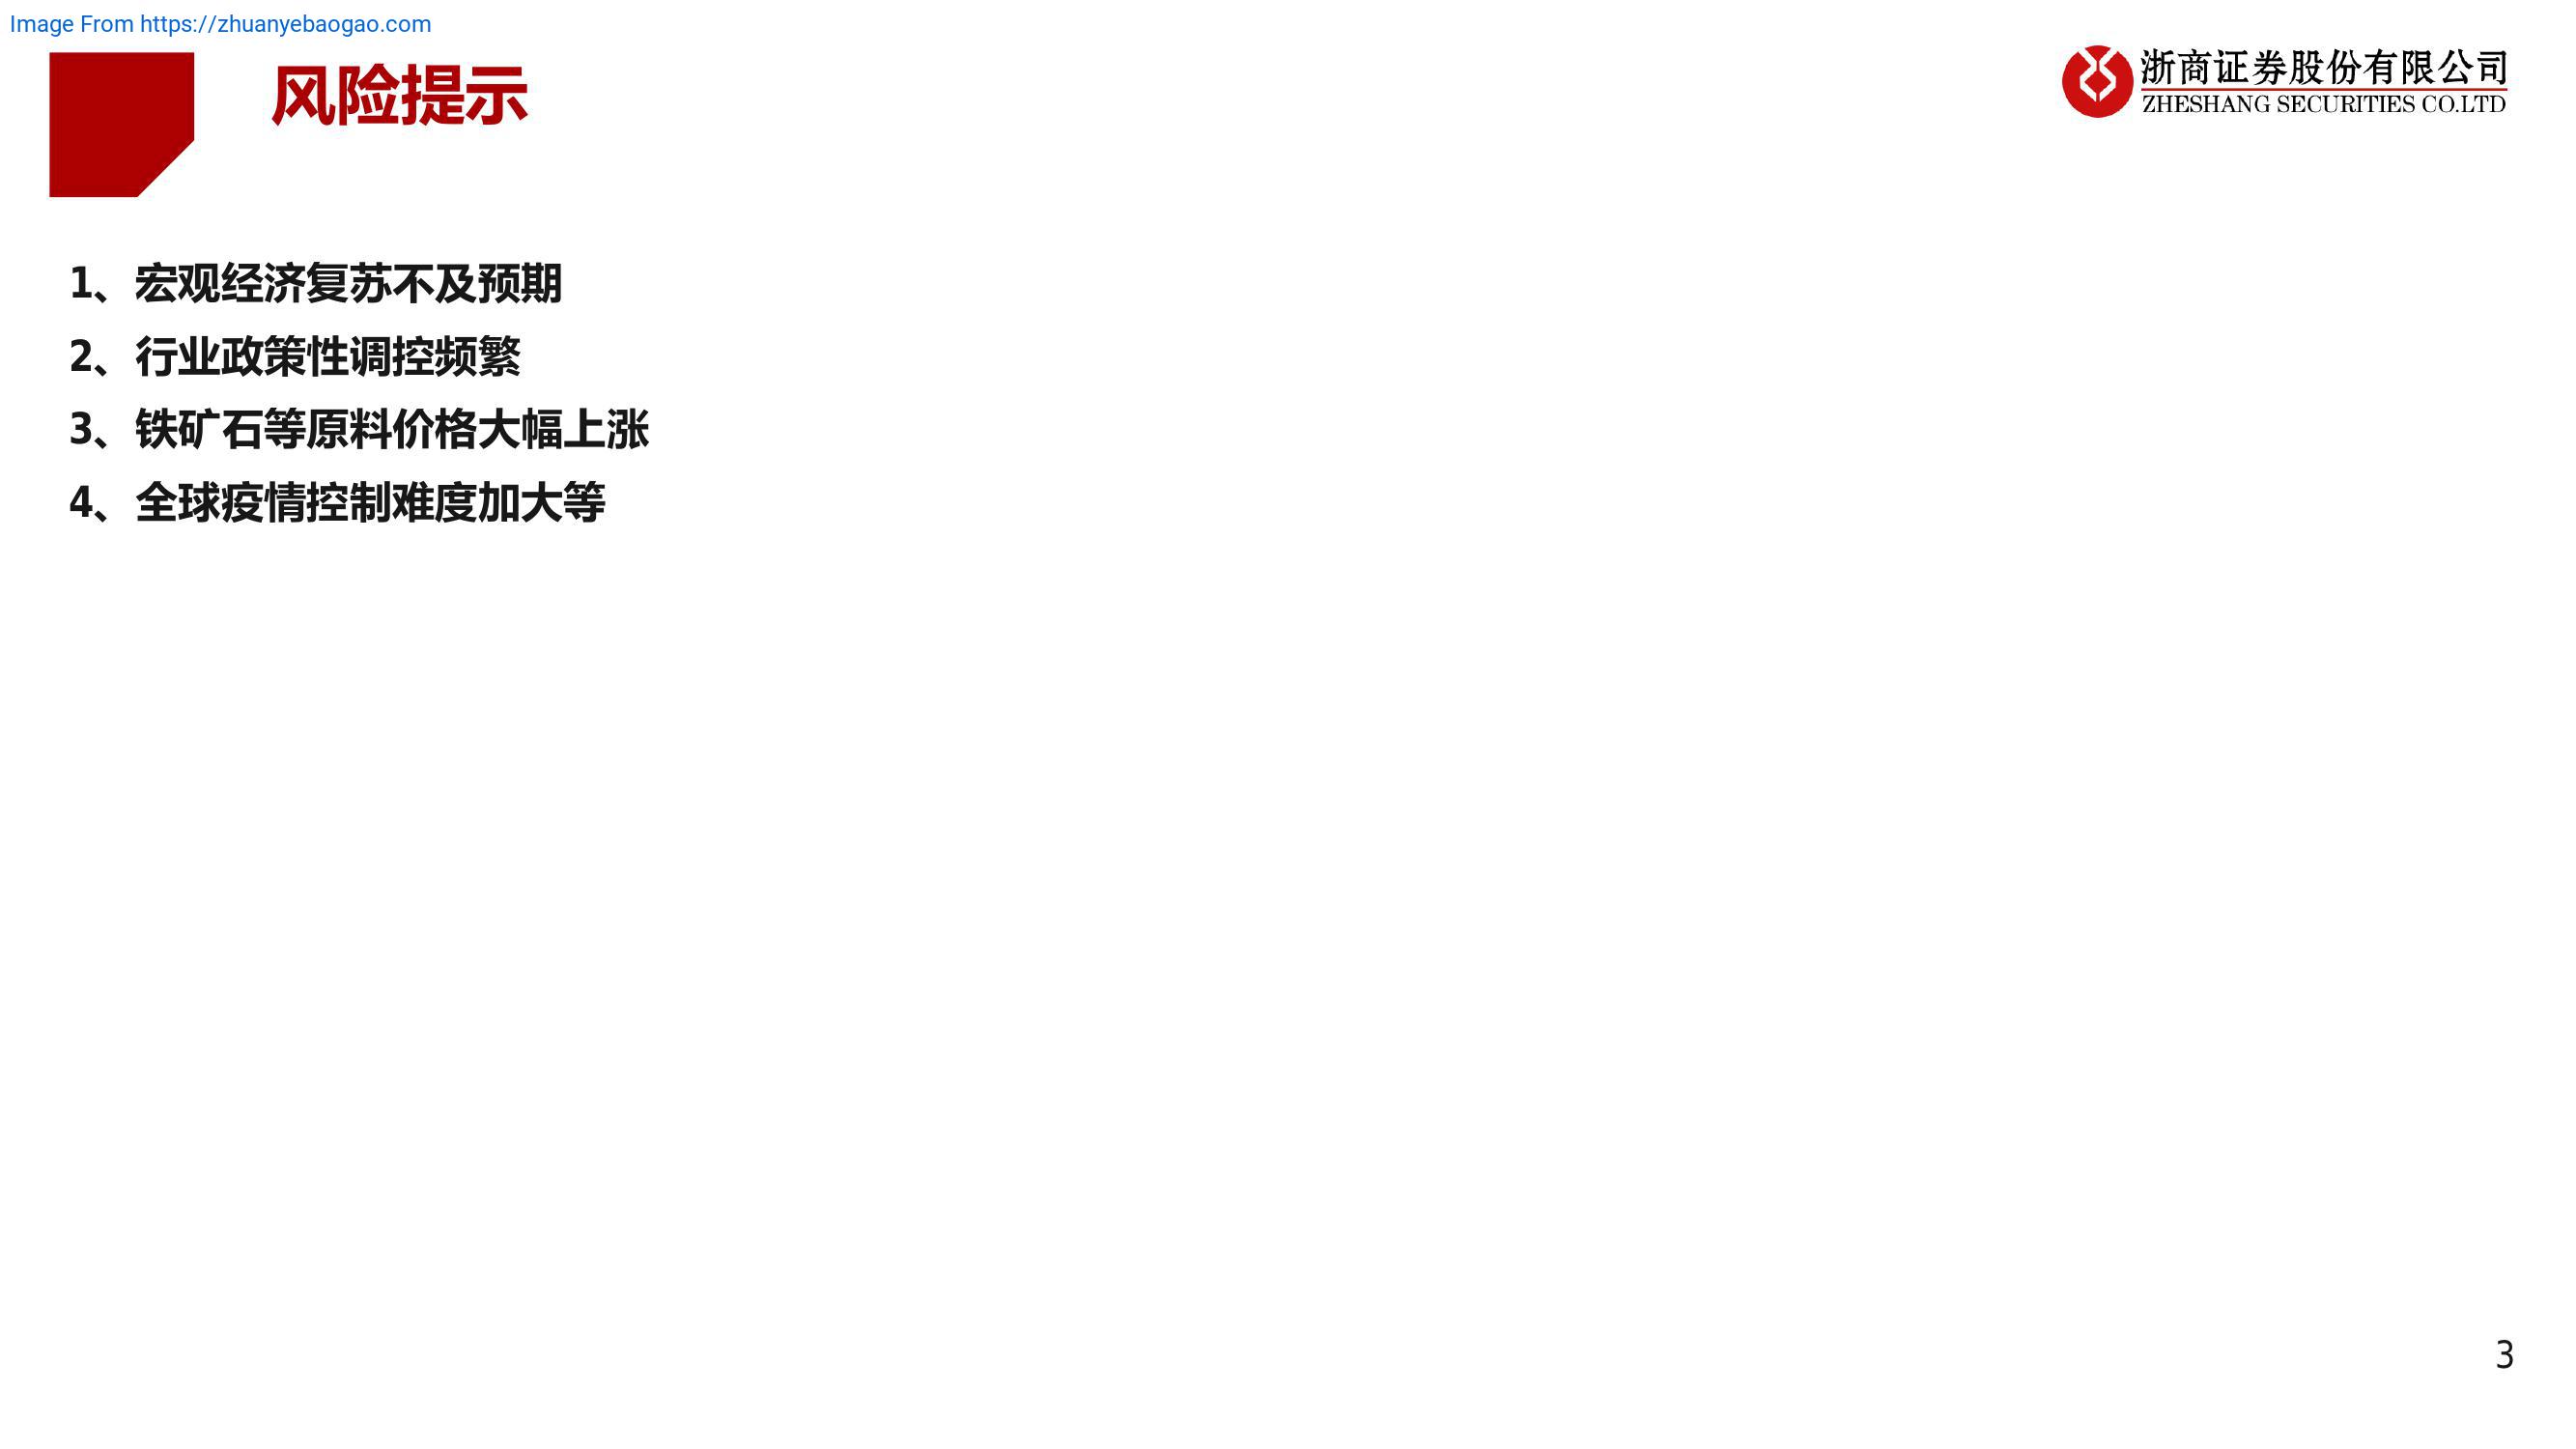 Image From https://zhuanyebaogao.com
风险提示
浙商证券股份有限公司
ZHESHANG SECURITIES CO.LTD
1、宏观经济复苏不及预期
2、行业政策性调控频繁
3、铁矿石等原料价格大幅上涨
4、全球疫情控制难度加大等
3